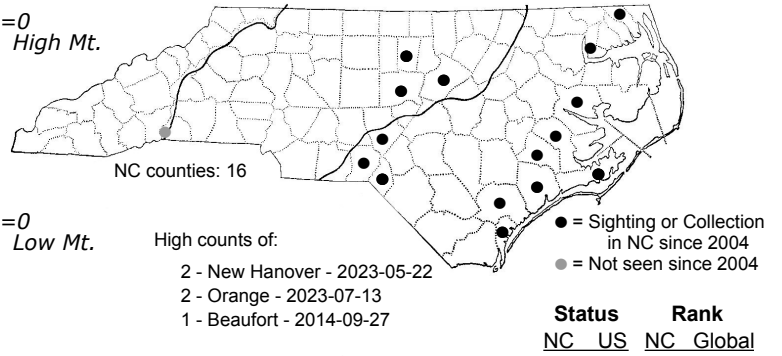 =0
High Mt.
NC counties: 16
=0
Low Mt.
High counts of:
2 - New Hanover - 2023-05-22
2 - Orange - 2023-07-13
1 - Beaufort - 2014-09-27
= Sighting or Collection
in NC since 2004
= Not seen since 2004
Status Rank
NC US NC Global